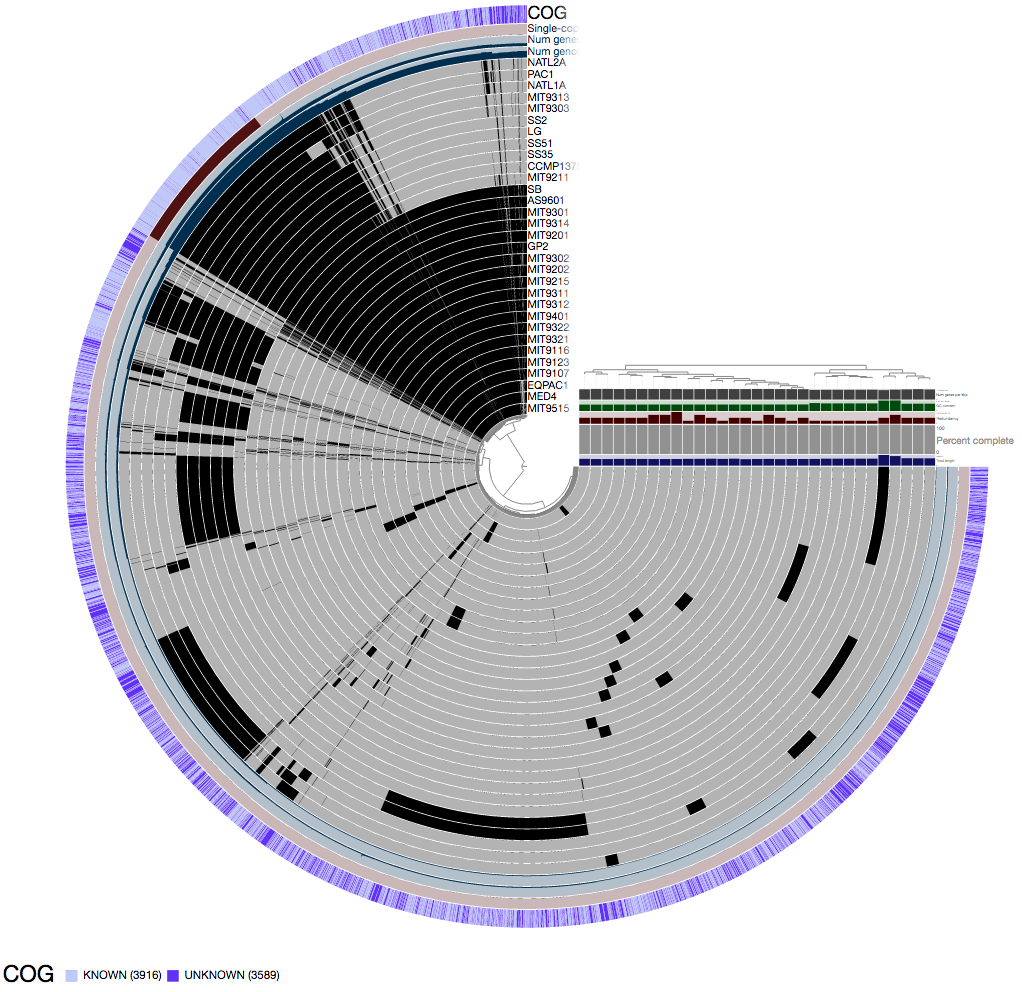 COG
Single-cop
Num gene
Num geno
NATL2A
PAC1
NATL1A
MIT9313
MIT9303
SS2
LG
SS51
SS35
CCMP137
MIT9211
SB
AS9601
MIT9301
MIT9314
MIT9201
GP2
MIT9302
MIT9202
MIT9215
MIT9311
MIT9312
MIT9401
MIT9322
MIT9321
MIT9116
MIT9123
MIT9107
EQPAC1
MED4
MIT9515
Num genes per kbp
GC content
Redundancy
100
Percent complete
0
Total length
COG KNOWN (3916) UNKNOWN (3589)